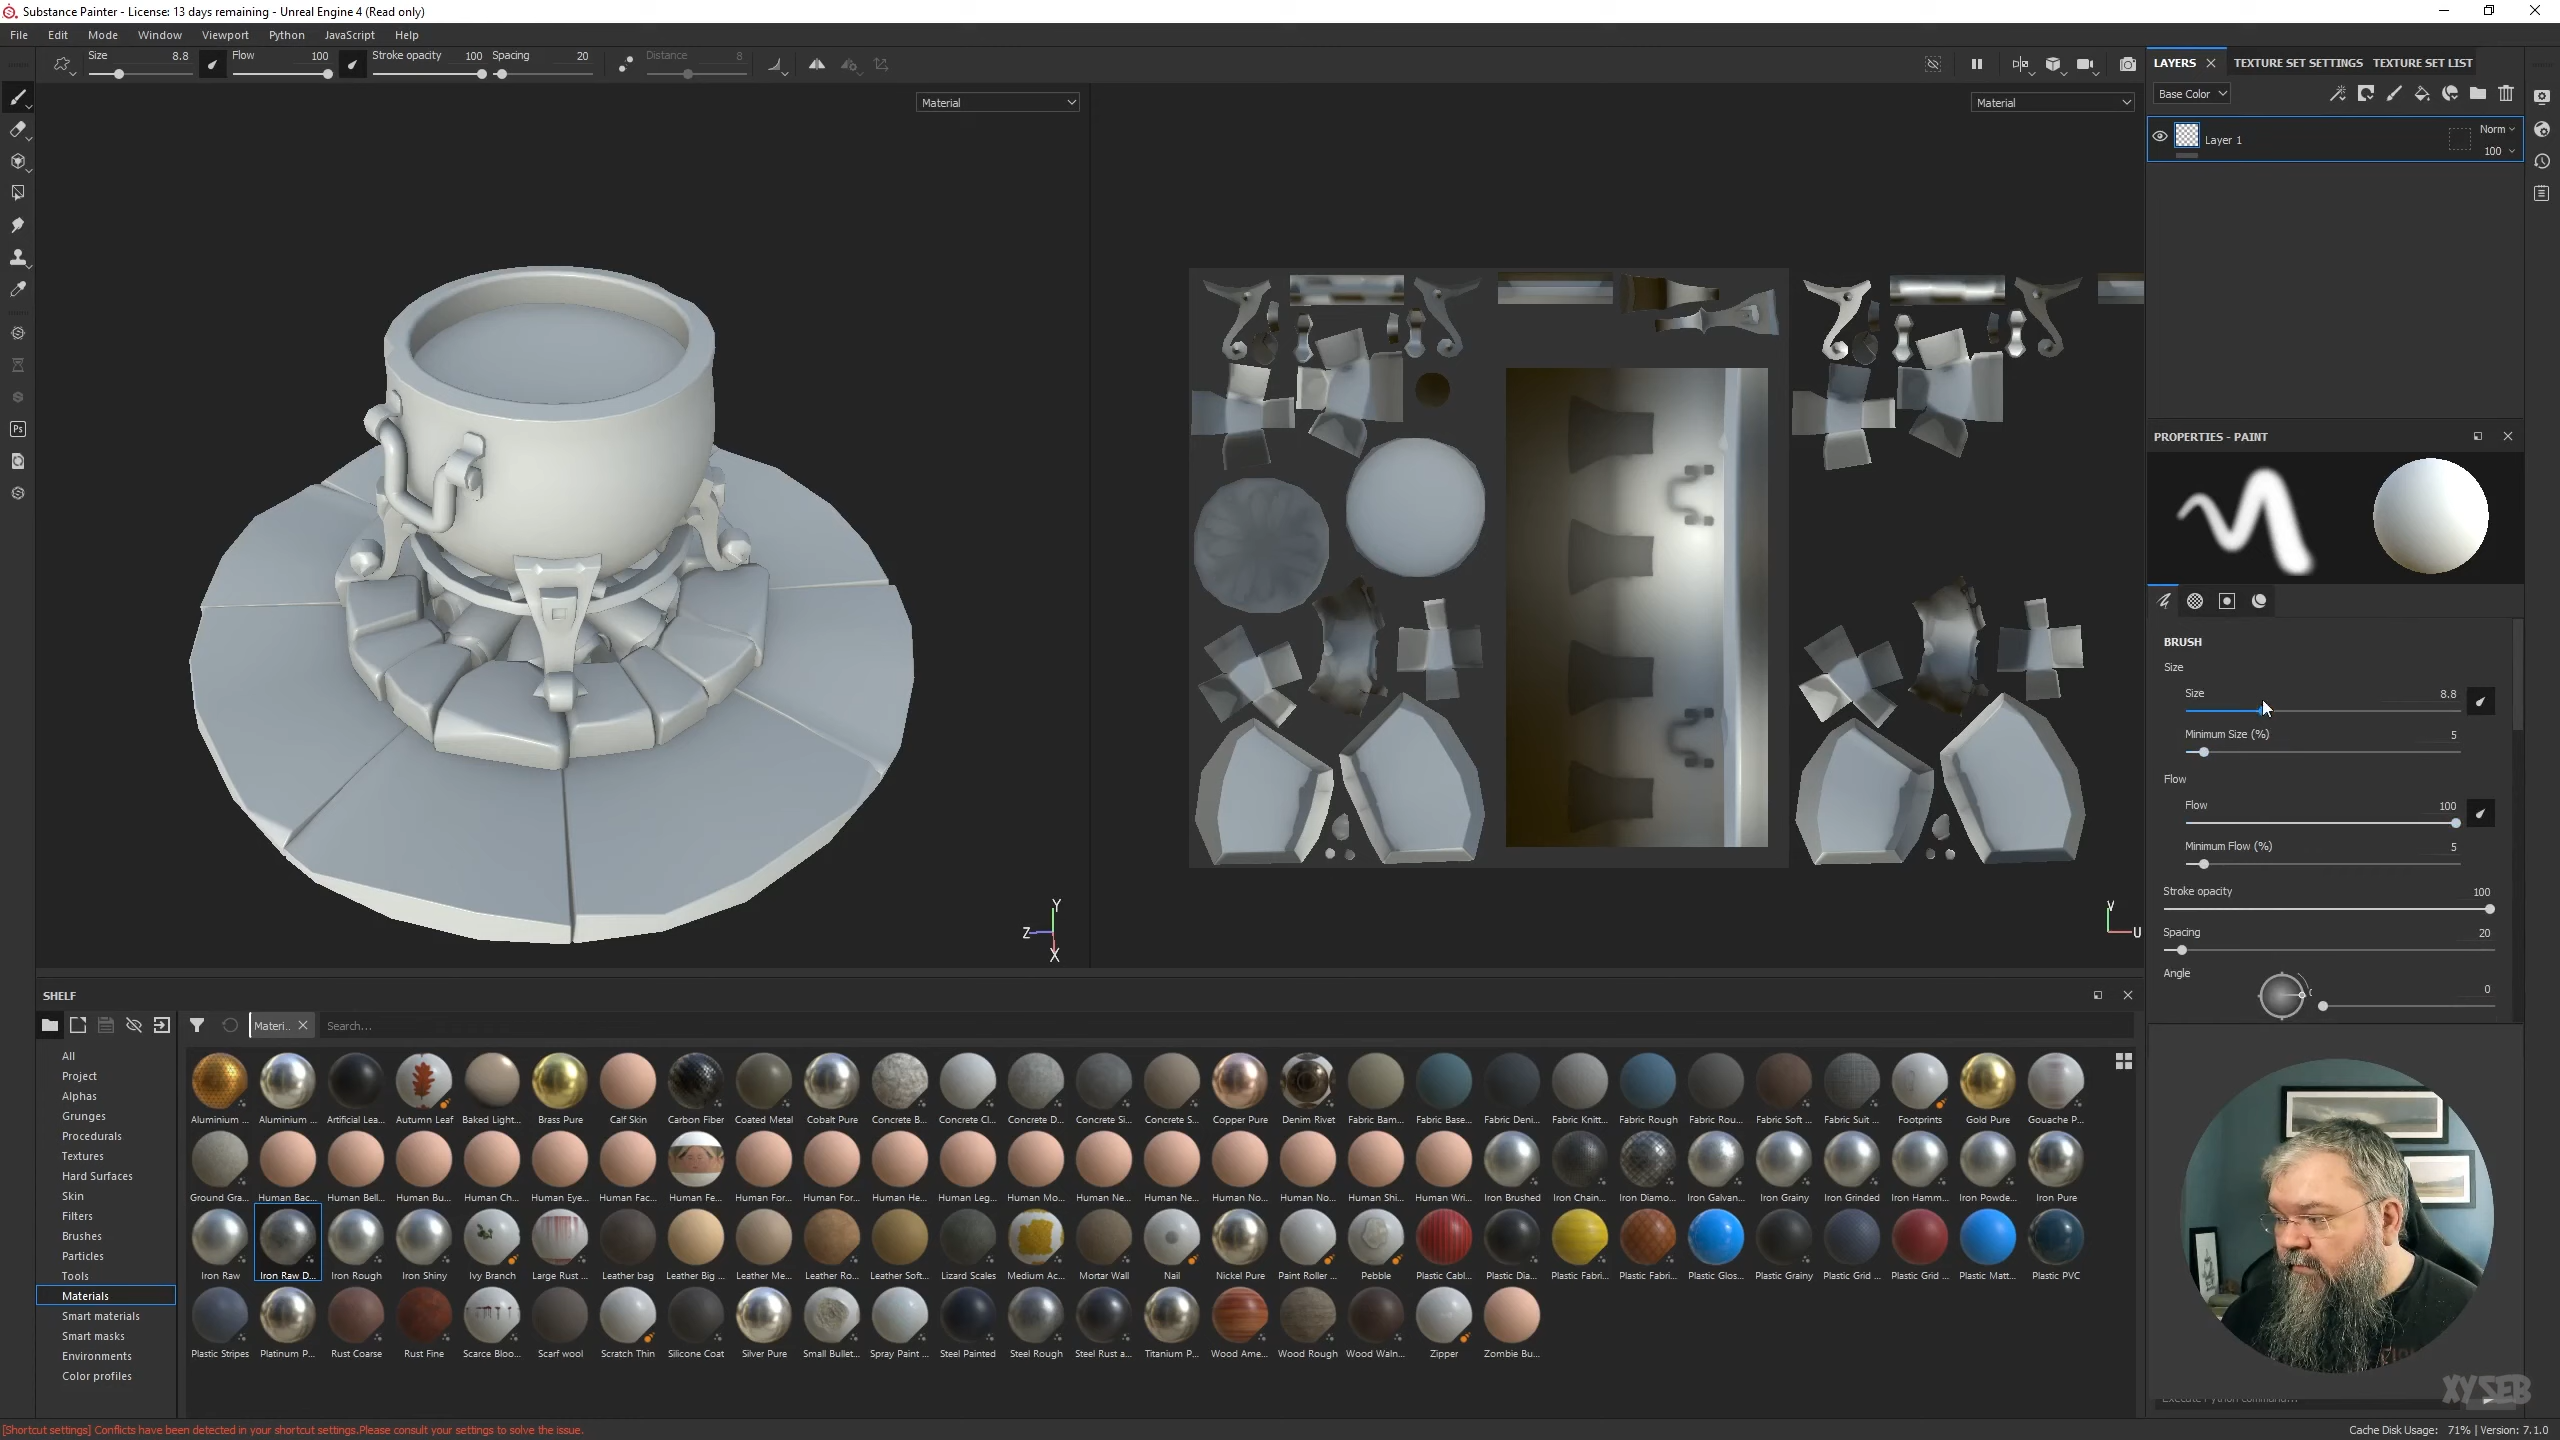 Substance Painter - License: 13 days remaining - Unreal Engine 4 (Read only)
File Edit Mode Window Viewport Python JavaScript Help
Size 8.8 Flow 100 Stroke opacity 100 Spacing 20 Distance 8
Material
Material
LAYERS TEXTURE SET SETTINGS TEXTURE SET LIST
Base Color
Layer 1 Norm
100
PROPERTIES - PAINT
BRUSH
Size
Size 8.8
Minimum Size (%) 5
Flow
Flow 100
Minimum Flow (%) 5
Stroke opacity 100
Spacing 20
Angle
0
Ps
Y
Z
X
V
U
SHELF
Materi.. Search...
All
Project
Alphas
Grunges
Procedurals
Textures
Hard Surfaces
Skin
Filters
Brushes
Particles
Tools
Materials
Smart materials
Smart masks
Environments
Color profiles
Aluminium ... Aluminium ... Artificial Lea... Autumn Leaf Baked Light... Brass Pure Calf Skin Carbon Fiber Coated Metal Cobalt Pure Concrete B... Concrete Cl... Concrete D... Concrete Si... Concrete S... Copper Pure Denim Rivet Fabric Bam... Fabric Base... Fabric Deni... Fabric Knitt... Fabric Rough Fabric Rou... Fabric Soft ... Fabric Suit ... Footprints Gold Pure Gouache P...
Ground Gra... Human Bac... Human Bell... Human Bu... Human Ch... Human Eye... Human Fac... Human Fe... Human For... Human For... Human He... Human Leg... Human Mo... Human Ne... Human Ne... Human No... Human No... Human Shi... Human Wri... Iron Brushed Iron Chain... Iron Diamo... Iron Galvan... Iron Grainy Iron Grinded Iron Hamm... Iron Powde... Iron Pure
Iron Raw Iron Raw D... Iron Rough Iron Shiny Ivy Branch Large Rust ... Leather bag Leather Big ... Leather Me... Leather Ro... Leather Soft... Lizard Scales Medium Ac... Mortar Wall Nail Nickel Pure Paint Roller ... Pebble Plastic Cabl... Plastic Dia... Plastic Fabri... Plastic Fabri... Plastic Glos... Plastic Grainy Plastic Grid ... Plastic Grid ... Plastic Matt... Plastic PVC
Plastic Stripes Platinum P... Rust Coarse Rust Fine Scarce Bloo... Scarf wool Scratch Thin Silicone Coat Silver Pure Small Bullet... Spray Paint ... Steel Painted Steel Rough Steel Rust a... Titanium P... Wood Ame... Wood Rough Wood Waln... Zipper Zombie Bu...
XYSEB
[Shortcut settings] Conflicts have been detected in your shortcut settings.Please consult your settings to solve the issue.
Cache Disk Usage: 71% | Version: 7.1.0